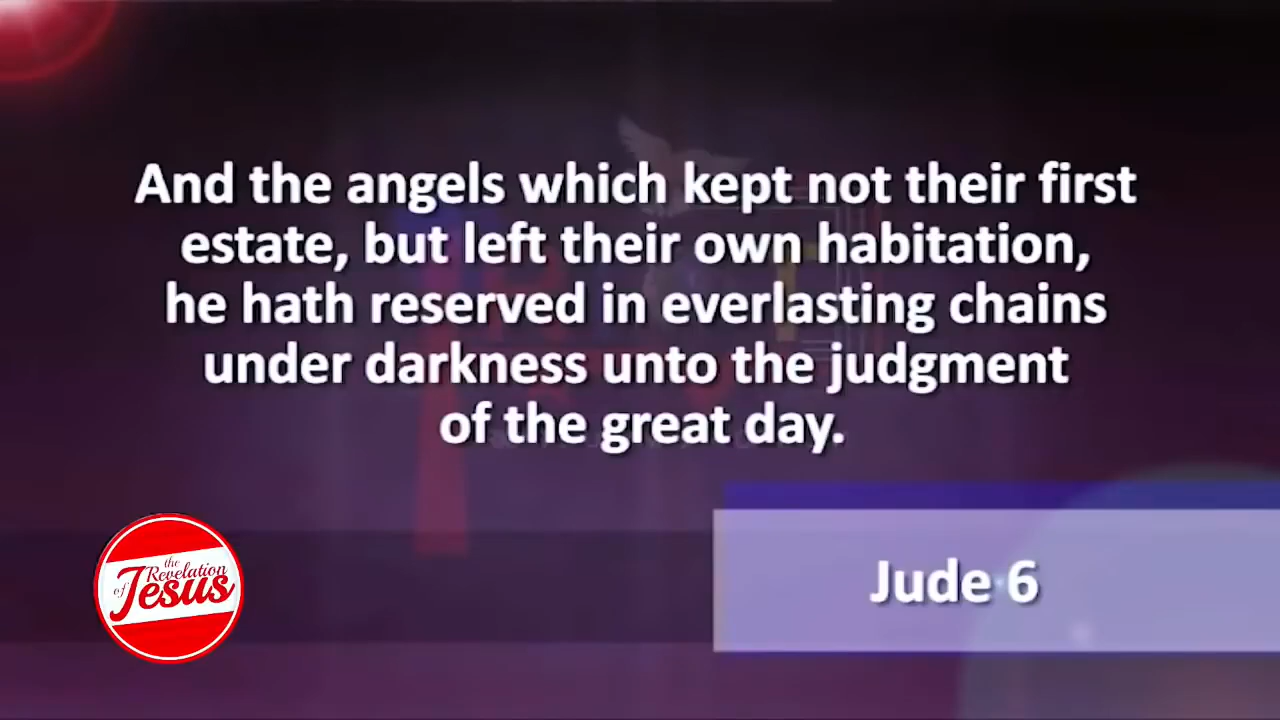 And the angels which kept not their first
estate, but left their own habitation,
he hath reserved in everlasting chains
under darkness unto the judgment
of the great day.
the
Revelation
of Jesus
Jude 6